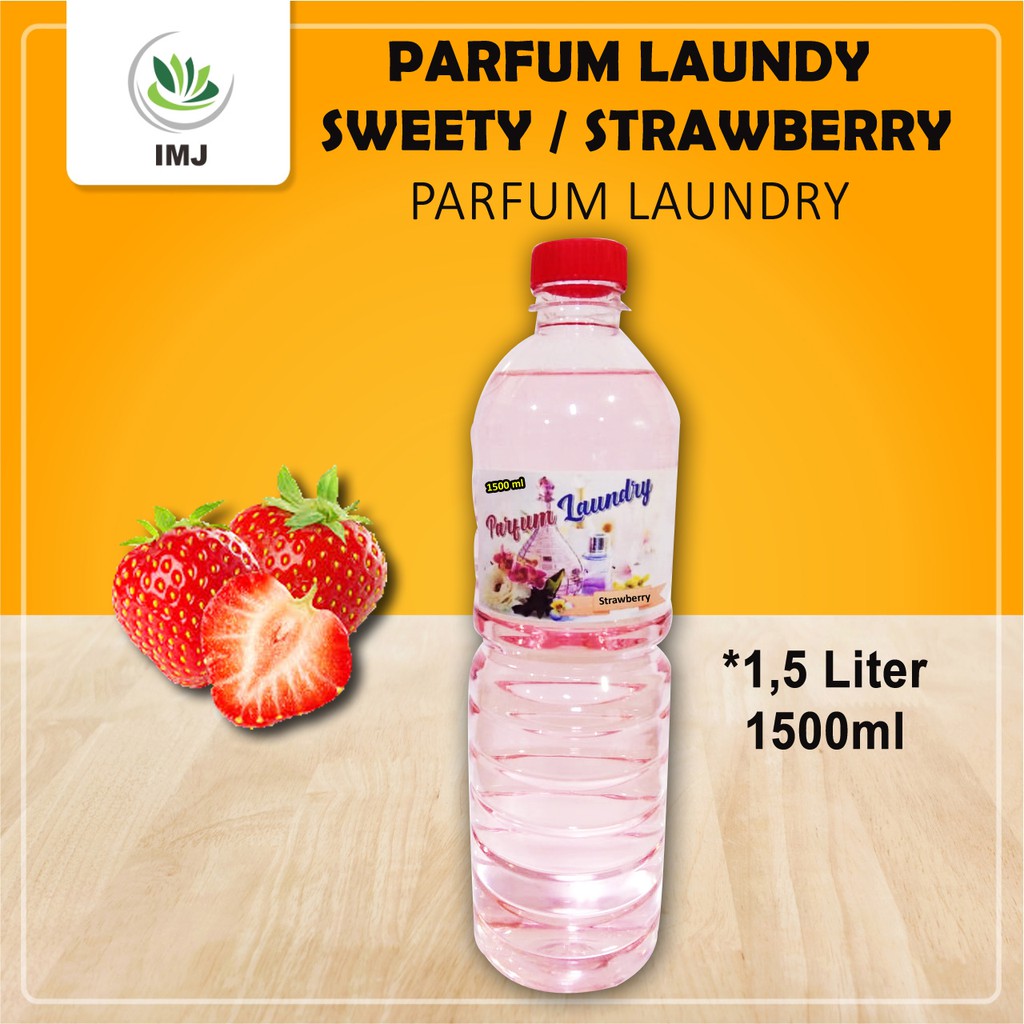 IMJ
PARFUM LAUNDY
SWEETY / STRAWBERRY
PARFUM LAUNDRY
1500 ml
Parfum Laundry
Strawberry
*1,5 Liter
1500ml